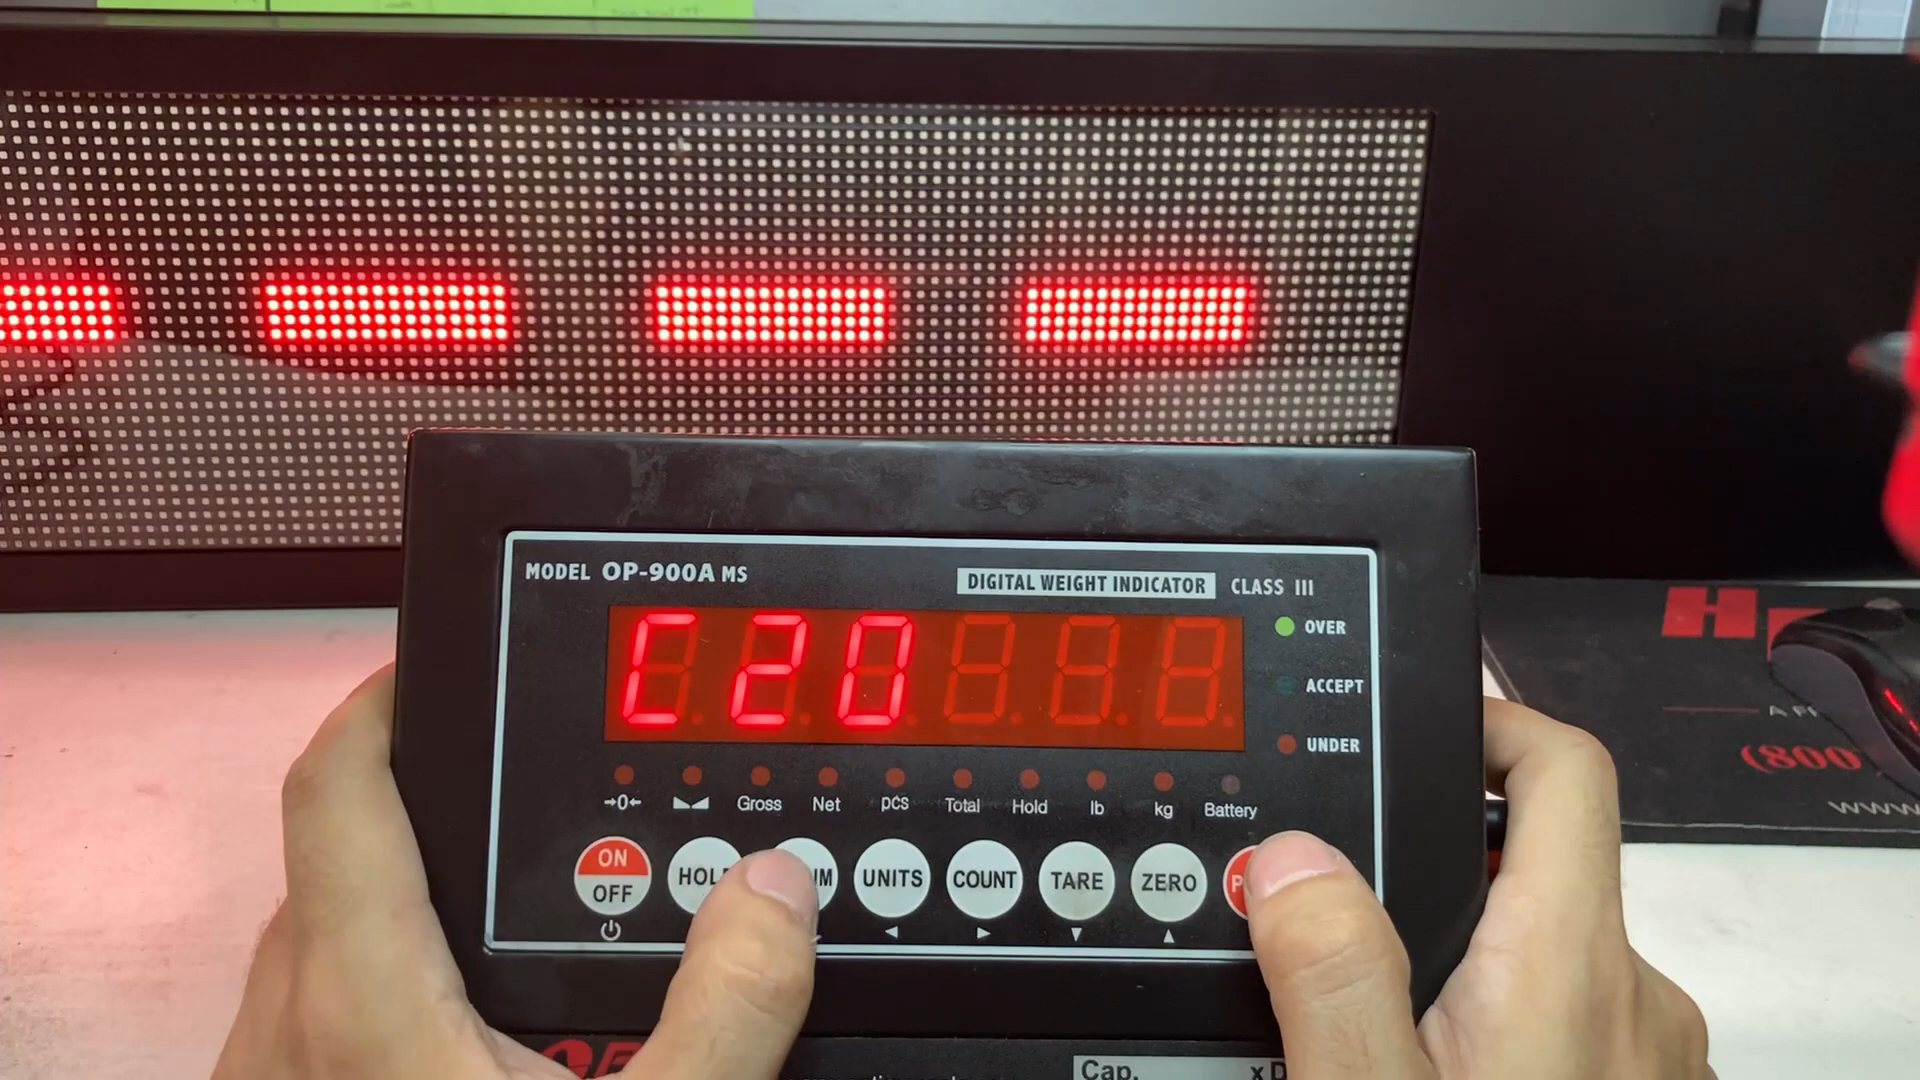 MODEL OP-900A MS
DIGITAL WEIGHT INDICATOR CLASS III
C20
OVER
ACCEPT
UNDER
→0← Gross Net pcs Total Hold lb kg Battery
ON
OFF
UNITS COUNT TARE ZERO
(800
Cap. x D